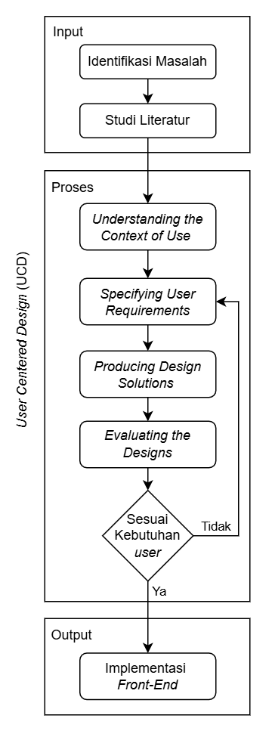 Input
Identifikasi Masalah
Studi Literatur
User Centered Design (UCD)
Proses
Understanding the
Context of Use
Specifying User
Requirements
Producing Design
Solutions
Evaluating the
Designs
Sesuai
Kebutuhan
user
Tidak
Ya
Output
Implementasi
Front-End